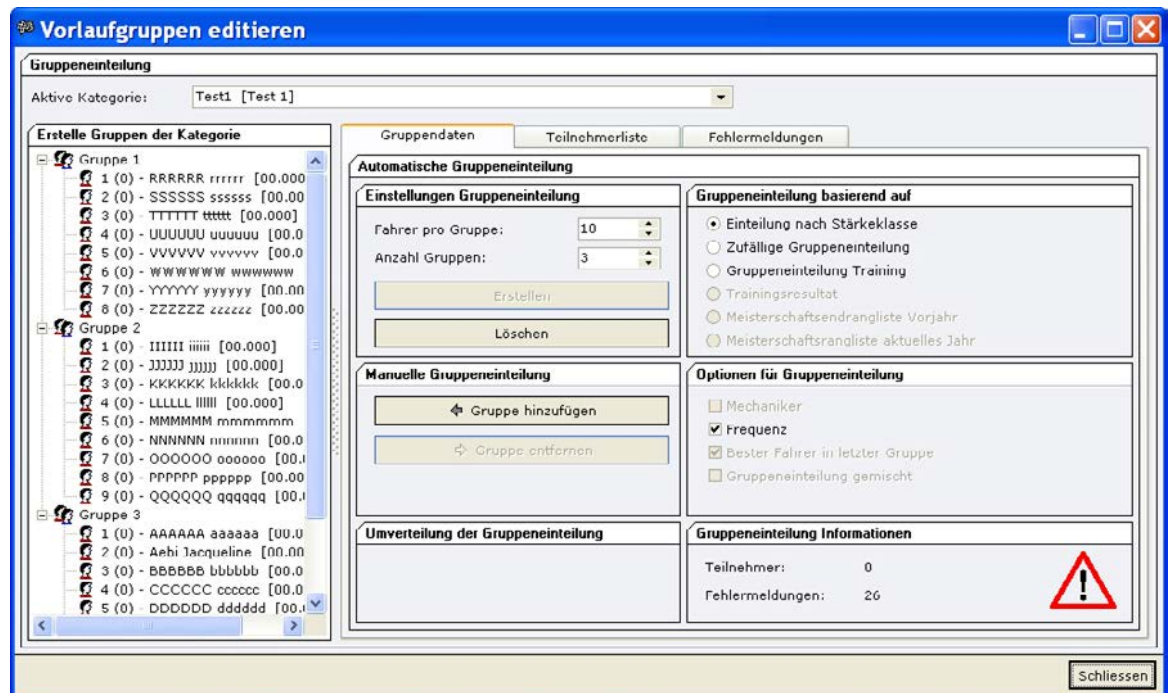 Vorlaufgruppen editieren
Gruppeneinteilung
Aktive Kategorie: Test1 [Test 1]
Erstelle Gruppen der Kategorie
Gruppe 1
1 (0) - RRRRRR rrrrrr [00.000
2 (0) - SSSSSS ssssss [00.00
3 (0) - TTTTTT tttttt [00.000]
4 (0) - UUUUUU uuuuuu [00.0
5 (0) - VVVVVV vvvvvv [00.0
6 (0) - WWWWWW wwwwww
7 (0) - YYYYYY yyyyyy [00.00
8 (0) - ZZZZZZ zzzzzz [00.00
Gruppe 2
1 (0) - IIIIII iiiiii [00.000]
2 (0) - JJJJJJ jjjjjj [00.000]
3 (0) - KKKKKK kkkkkk [00.0
4 (0) - LLLLLL llllll [00.000]
5 (0) - MMMMMM mmmmmm
6 (0) - NNNNNN nnnnnn [00.0
7 (0) - OOOOOO oooooo [00.
8 (0) - PPPPPP pppppp [00.00
9 (0) - QQQQQQ qqqqqq [00.
Gruppe 3
1 (0) - AAAAAA aaaaaa [00.0
2 (0) - Aebi Jacqueline [00.00
3 (0) - BBBBBB bbbbbb [00.0
4 (0) - CCCCCC cccccc [00.0
5 (0) - DDDDDD dddddd [00.
Gruppendaten Teilnehmerliste Fehlermeldungen
Automatische Gruppeneinteilung
Einstellungen Gruppeneinteilung
Fahrer pro Gruppe: 10
Anzahl Gruppen: 3
Erstellen
Löschen
Gruppeneinteilung basierend auf
Einteilung nach Stärkeklasse
Zufällige Gruppeneinteilung
Gruppeneinteilung Training
Trainingsresultat
Meisterschaftsendrangliste Vorjahr
Meisterschaftsrangliste aktuelles Jahr
Manuelle Gruppeneinteilung
Gruppe hinzufügen
Gruppe entfernen
Optionen für Gruppeneinteilung
Mechaniker
Frequenz
Bester Fahrer in letzter Gruppe
Gruppeneinteilung gemischt
Umverteilung der Gruppeneinteilung
Gruppeneinteilung Informationen
Teilnehmer: 0
Fehlermeldungen: 26
Schliessen